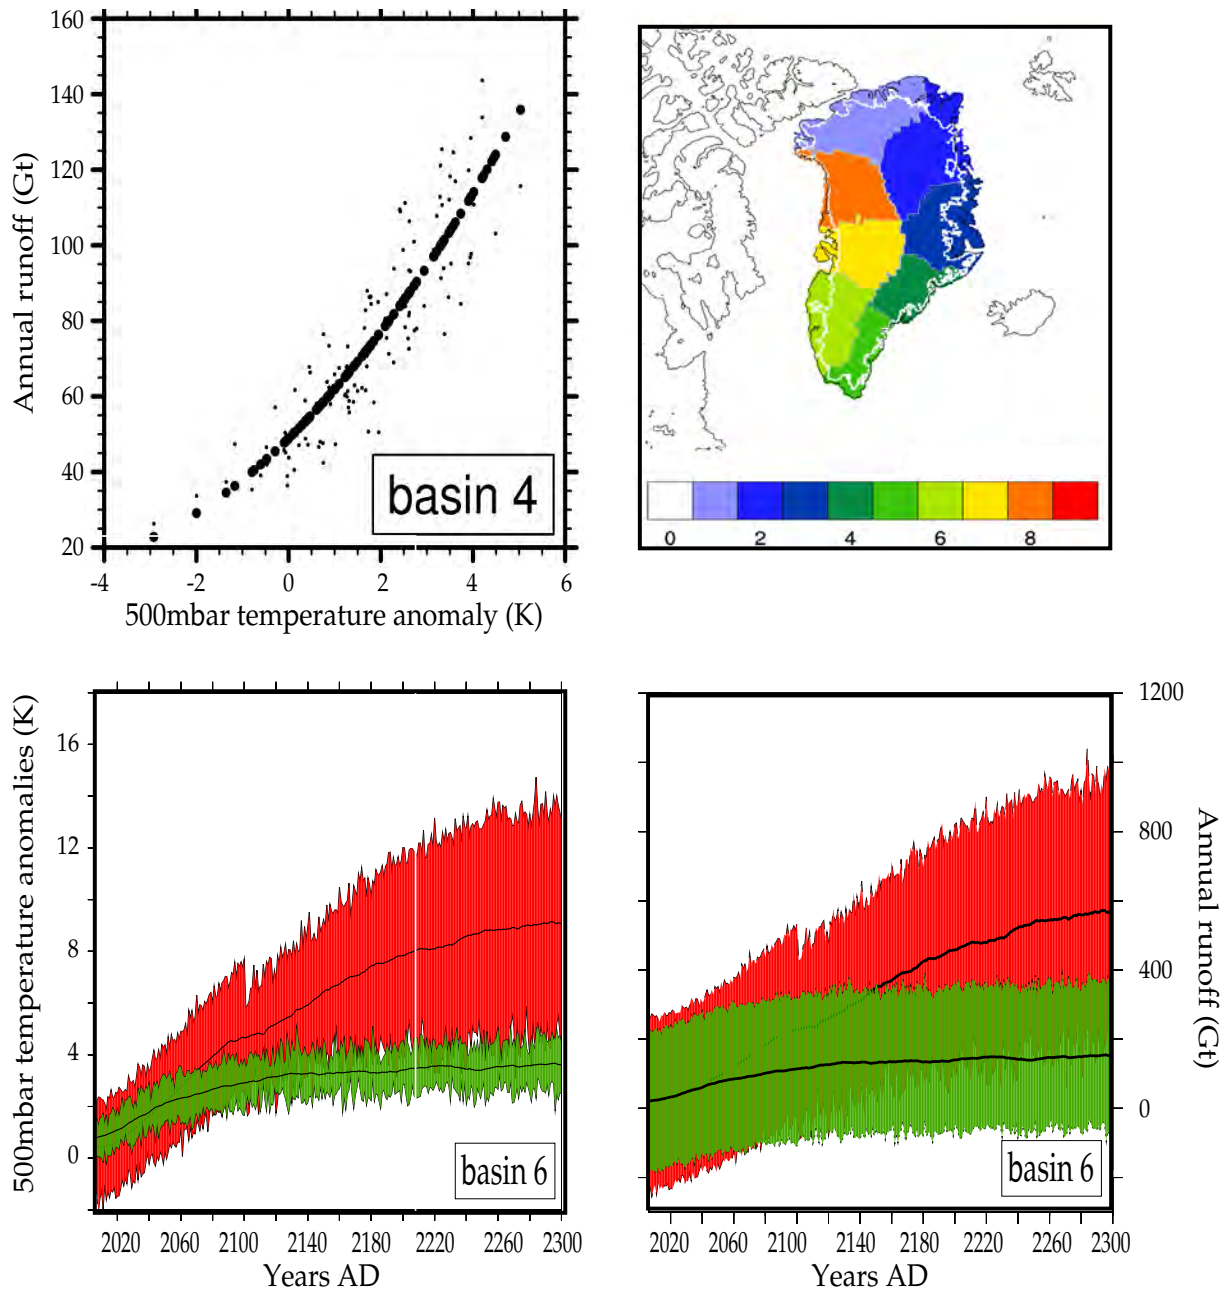 160
140
120
100
80
60
40
20
Annual runoff (Gt)
basin 4
-4 -2 0 2 4 6
500mbar temperature anomaly (K)
0 2 4 6 8
16
12
8
4
0
500mbar temperature anomalies (K)
basin 6
2020 2060 2100 2140 2180 2220 2260 2300
Years AD
1200
800
400
0
Annual runoff (Gt)
basin 6
2020 2060 2100 2140 2180 2220 2260 2300
Years AD